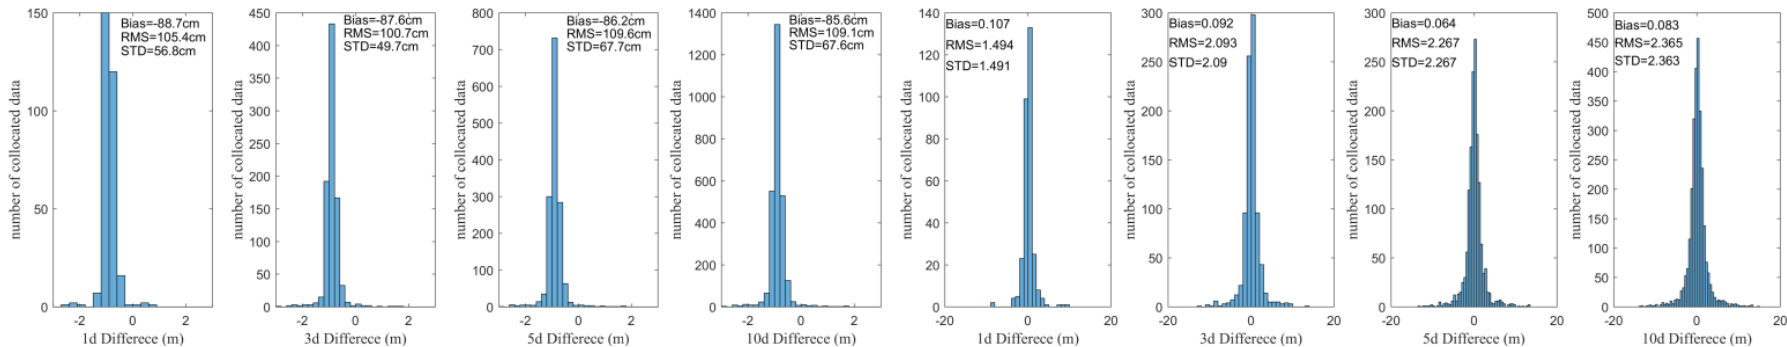 Bias=-88.7cm
RMS=105.4cm
STD=56.8cm
150
100
50
0
-2
0
2
number of collocated data
1d Differece (m)
Bias=-87.6cm
RMS=100.7cm
STD=49.7cm
450
400
350
300
250
200
150
100
50
0
-2
0
2
number of collocated data
3d Differece (m)
Bias=-86.2cm
RMS=109.6cm
STD=67.7cm
800
700
600
500
400
300
200
100
0
-2
0
2
number of collocated data
5d Differece (m)
Bias=-85.6cm
RMS=109.1cm
STD=67.6cm
1400
1200
1000
800
600
400
200
0
-2
0
2
number of collocated data
10d Differece (m)
Bias=0.107
RMS=1.494
STD=1.491
140
120
100
80
60
40
20
0
-20
0
20
number of collocated data
1d Differece (m)
Bias=0.092
RMS=2.093
STD=2.09
300
250
200
150
100
50
0
-20
0
20
number of collocated data
3d Differece (m)
Bias=0.064
RMS=2.267
STD=2.267
300
250
200
150
100
50
0
-20
0
20
number of collocated data
5d Differece (m)
Bias=0.083
RMS=2.365
STD=2.363
500
450
400
350
300
250
200
150
100
50
0
-20
0
20
number of collocated data
10d Differece (m)